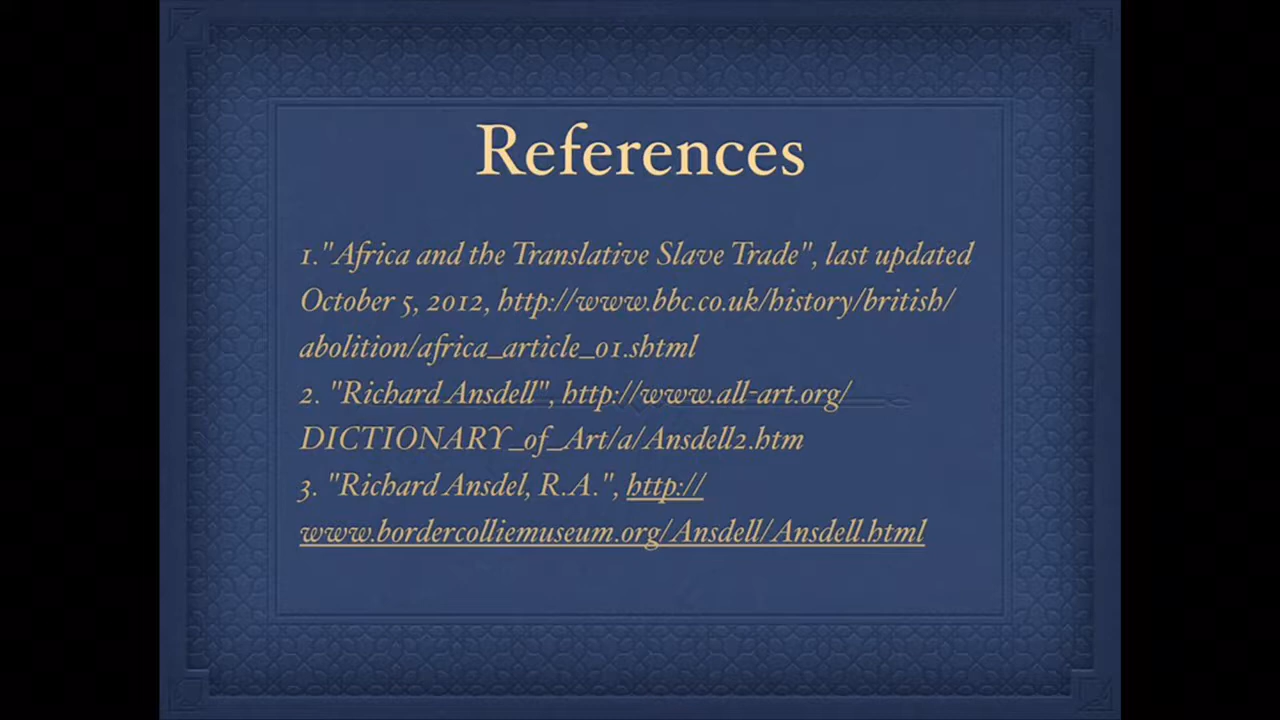 References
1."Africa and the Translative Slave Trade", last updated
October 5, 2012, http://www.bbc.co.uk/history/british/
abolition/africa_article_01.shtml
2. "Richard Ansdell", http://www.all-art.org/
DICTIONARY_of_Art/a/Ansdell2.htm
3. "Richard Ansdel, R.A.", http://
www.bordercolliemuseum.org/Ansdell/Ansdell.html